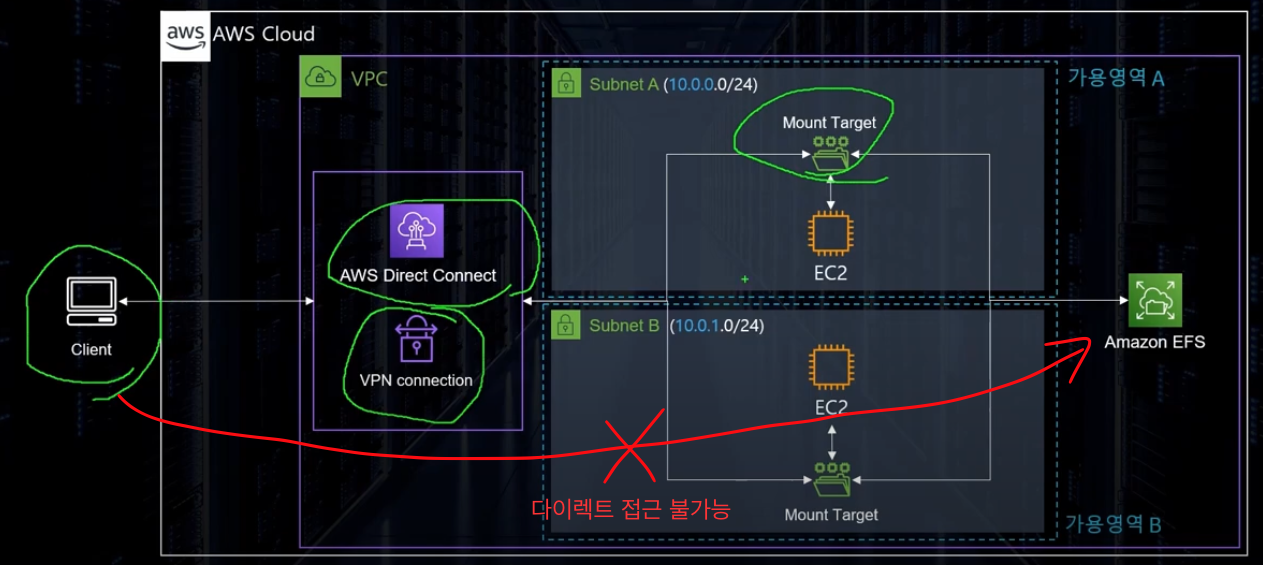 aws AWS Cloud
VPC
Subnet A (10.0.0.0/24)
가용영역 A
Mount Target
EC2
AWS Direct Connect
Client
VPN connection
Subnet B (10.0.1.0/24)
EC2
Amazon EFS
다이렉트 접근 불가능
Mount Target
가용영역 B